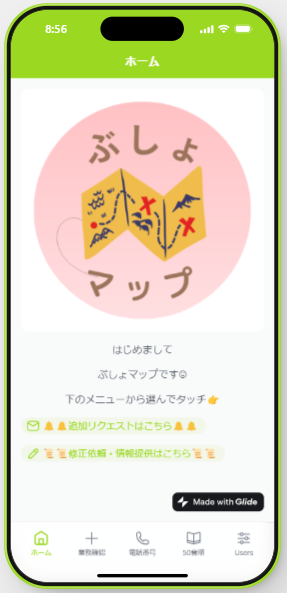 8:56
ホーム
ぶしょ
マップ
はじめまして
ぶしょマップです☺
下のメニューから選んでタッチ👉
🔔🔔追加リクエストはこちら🔔🔔
📜📜修正依頼・情報提供はこちら📜📜
Made with Glide
ホーム
業務確認
電話番号
50音順
Users